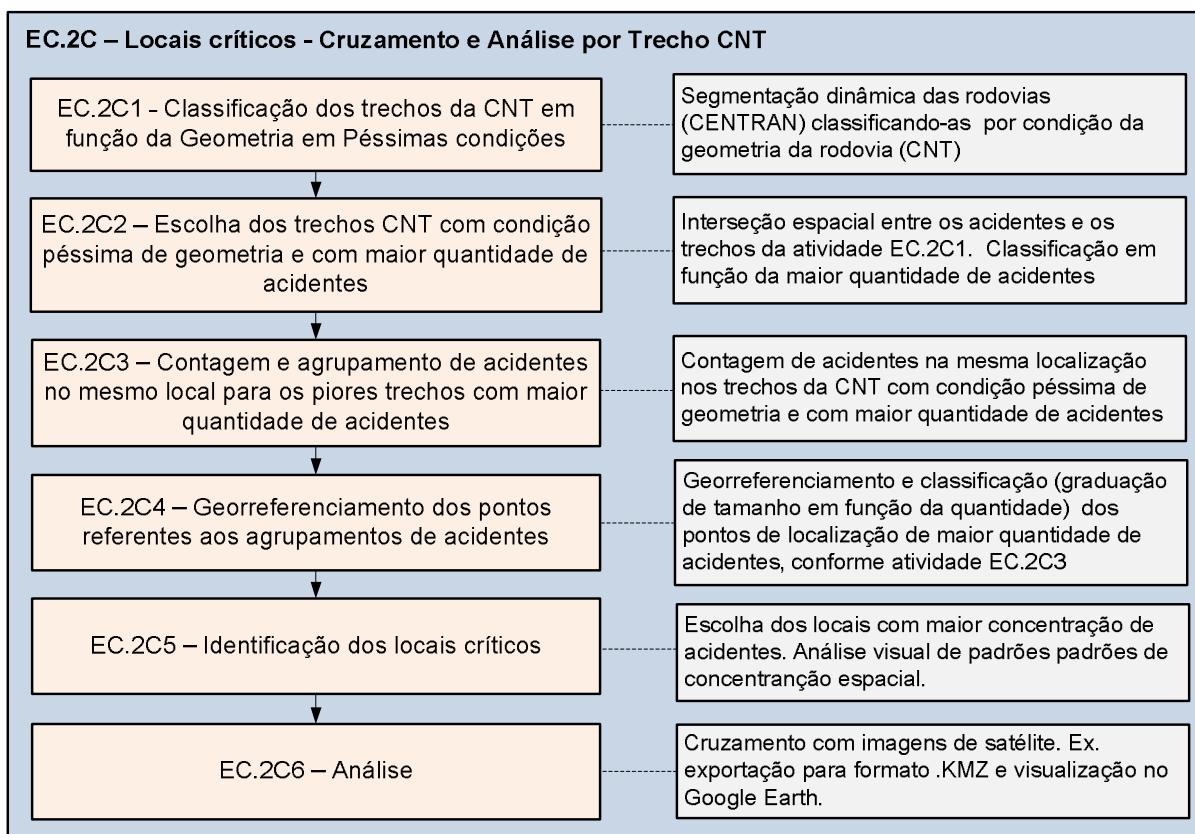 EC.2C – Locais críticos - Cruzamento e Análise por Trecho CNT
EC.2C1 - Classificação dos trechos da CNT em
função da Geometria em Péssimas condições
Segmentação dinâmica das rodovias
(CENTRAN) classificando-as por condição da
geometria da rodovia (CNT)
EC.2C2 – Escolha dos trechos CNT com condição
péssima de geometria e com maior quantidade de
acidentes
Interseção espacial entre os acidentes e os
trechos da atividade EC.2C1. Classificação em
função da maior quantidade de acidentes
EC.2C3 – Contagem e agrupamento de acidentes
no mesmo local para os piores trechos com maior
quantidade de acidentes
Contagem de acidentes na mesma localização
nos trechos da CNT com condição péssima de
geometria e com maior quantidade de acidentes
EC.2C4 – Georreferenciamento dos pontos
referentes aos agrupamentos de acidentes
Georreferenciamento e classificação (graduação
de tamanho em função da quantidade) dos
pontos de localização de maior quantidade de
acidentes, conforme atividade EC.2C3
EC.2C5 – Identificação dos locais críticos
Escolha dos locais com maior concentração de
acidentes. Análise visual de padrões padrões de
concentranção espacial.
EC.2C6 – Análise
Cruzamento com imagens de satélite. Ex.
exportação para formato .KMZ e visualização no
Google Earth.